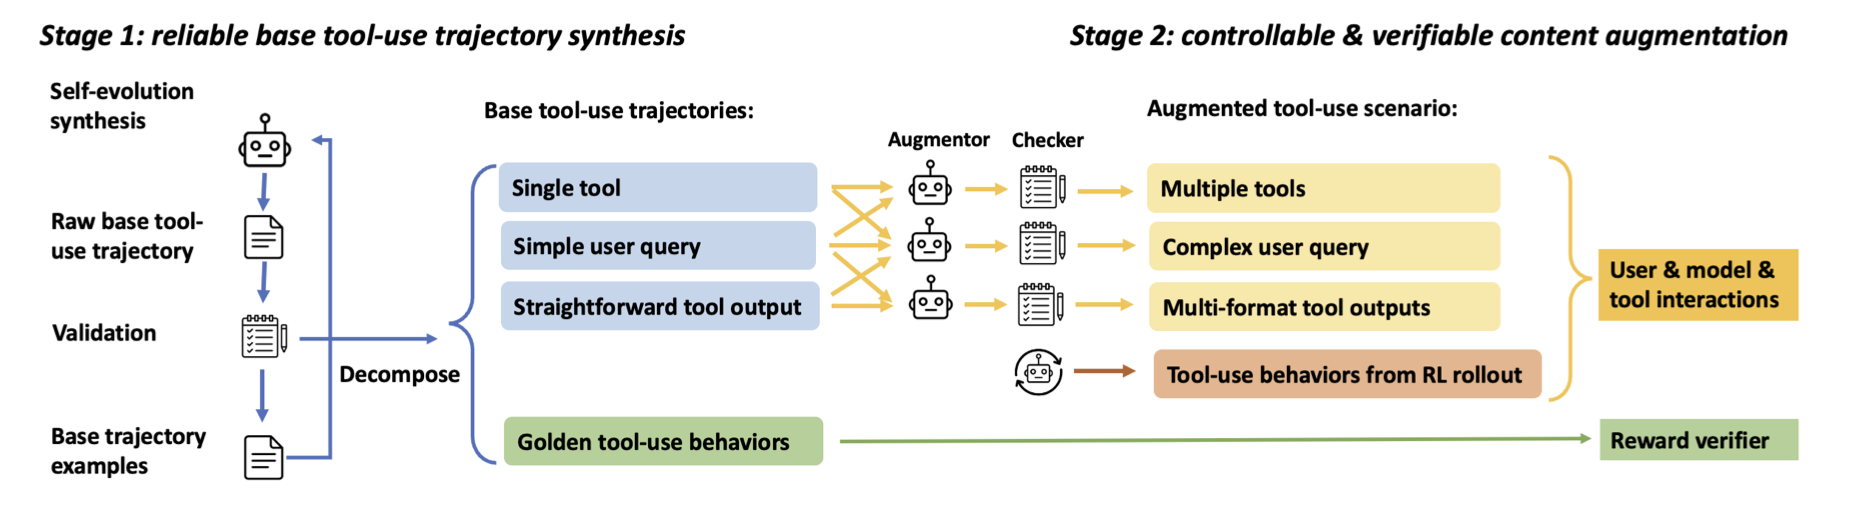 Stage 1: reliable base tool-use trajectory synthesis
Stage 2: controllable & verifiable content augmentation
Self-evolution
synthesis
Raw base tool-
use trajectory
Validation
Base trajectory
examples
Decompose
Base tool-use trajectories:
Single tool
Simple user query
Straightforward tool output
Golden tool-use behaviors
Augmentor
Checker
Augmented tool-use scenario:
Multiple tools
Complex user query
Multi-format tool outputs
Tool-use behaviors from RL rollout
User & model &
tool interactions
Reward verifier